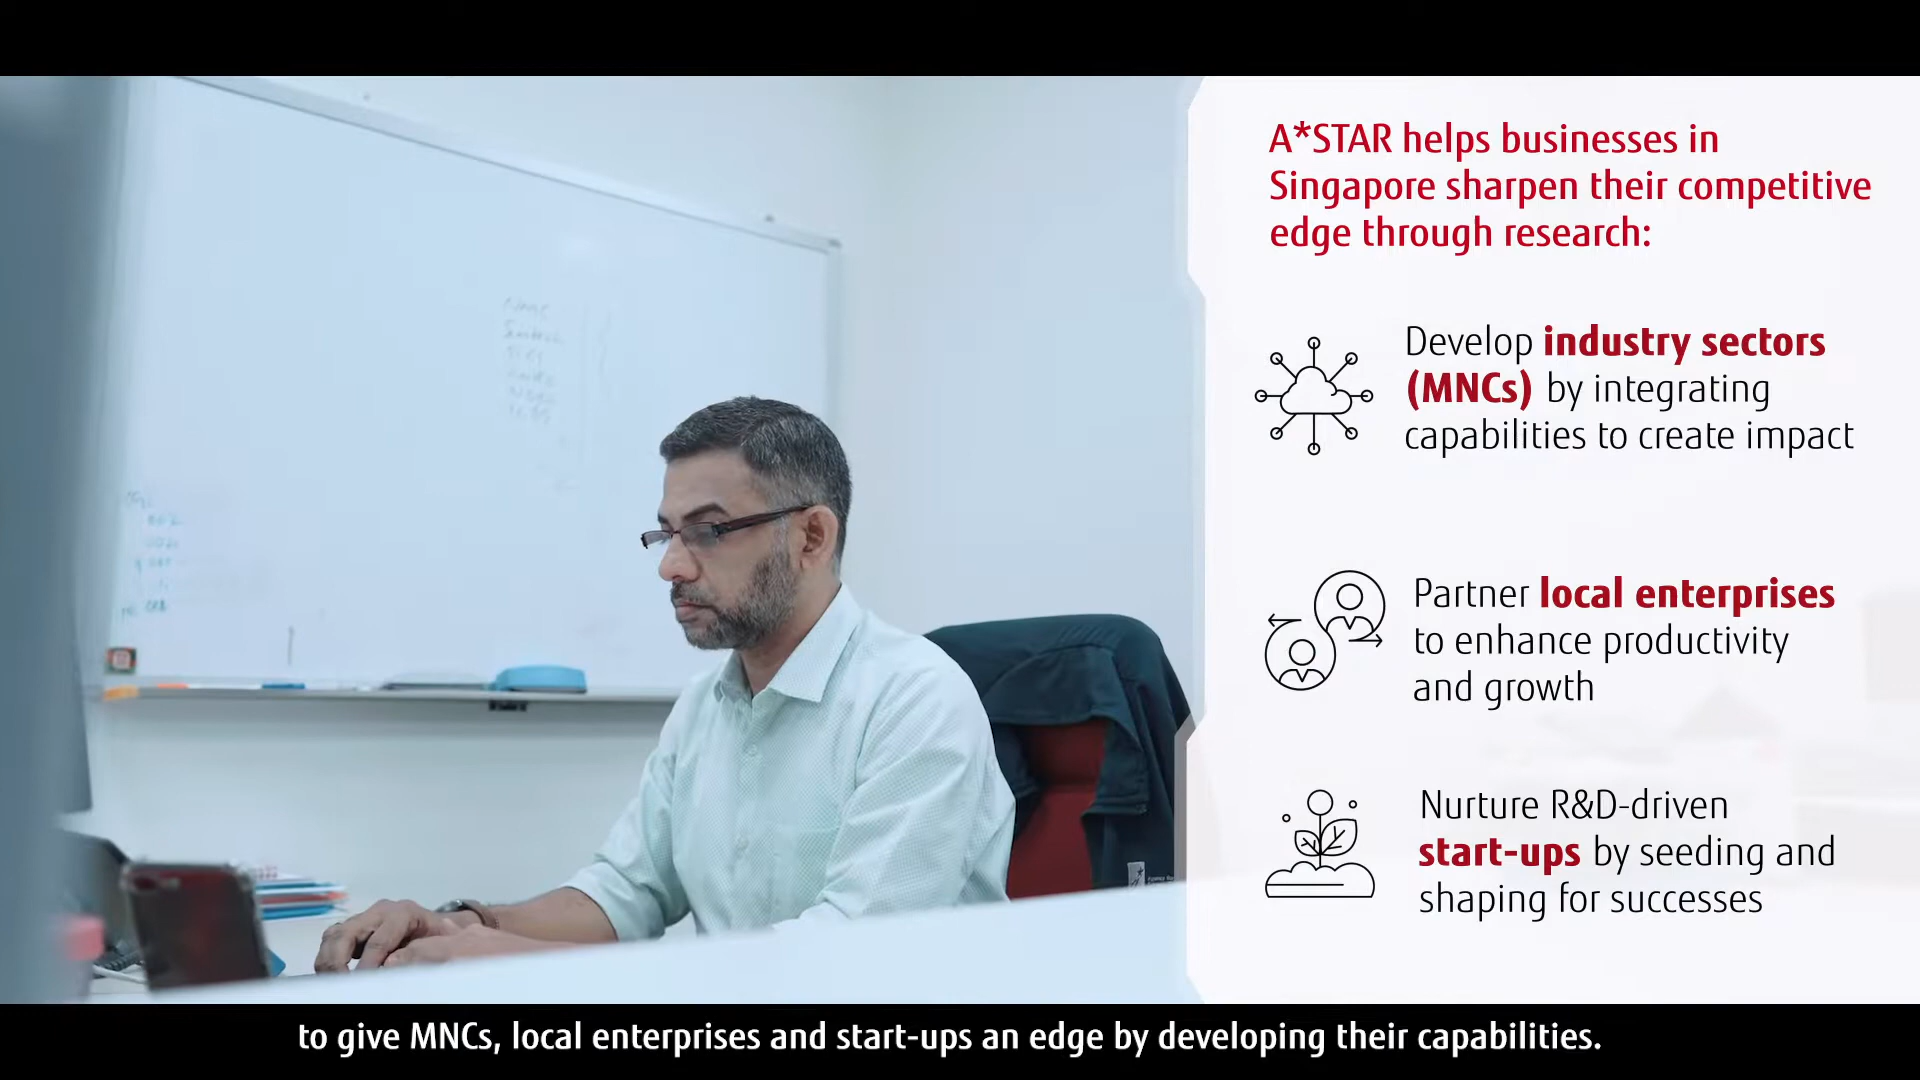 A*STAR helps businesses in
Singapore sharpen their competitive
edge through research:
Develop industry sectors
(MNCs) by integrating
capabilities to create impact
Partner local enterprises
to enhance productivity
and growth
Nurture R&D-driven
start-ups by seeding and
shaping for successes
to give MNCs, local enterprises and start-ups an edge by developing their capabilities.